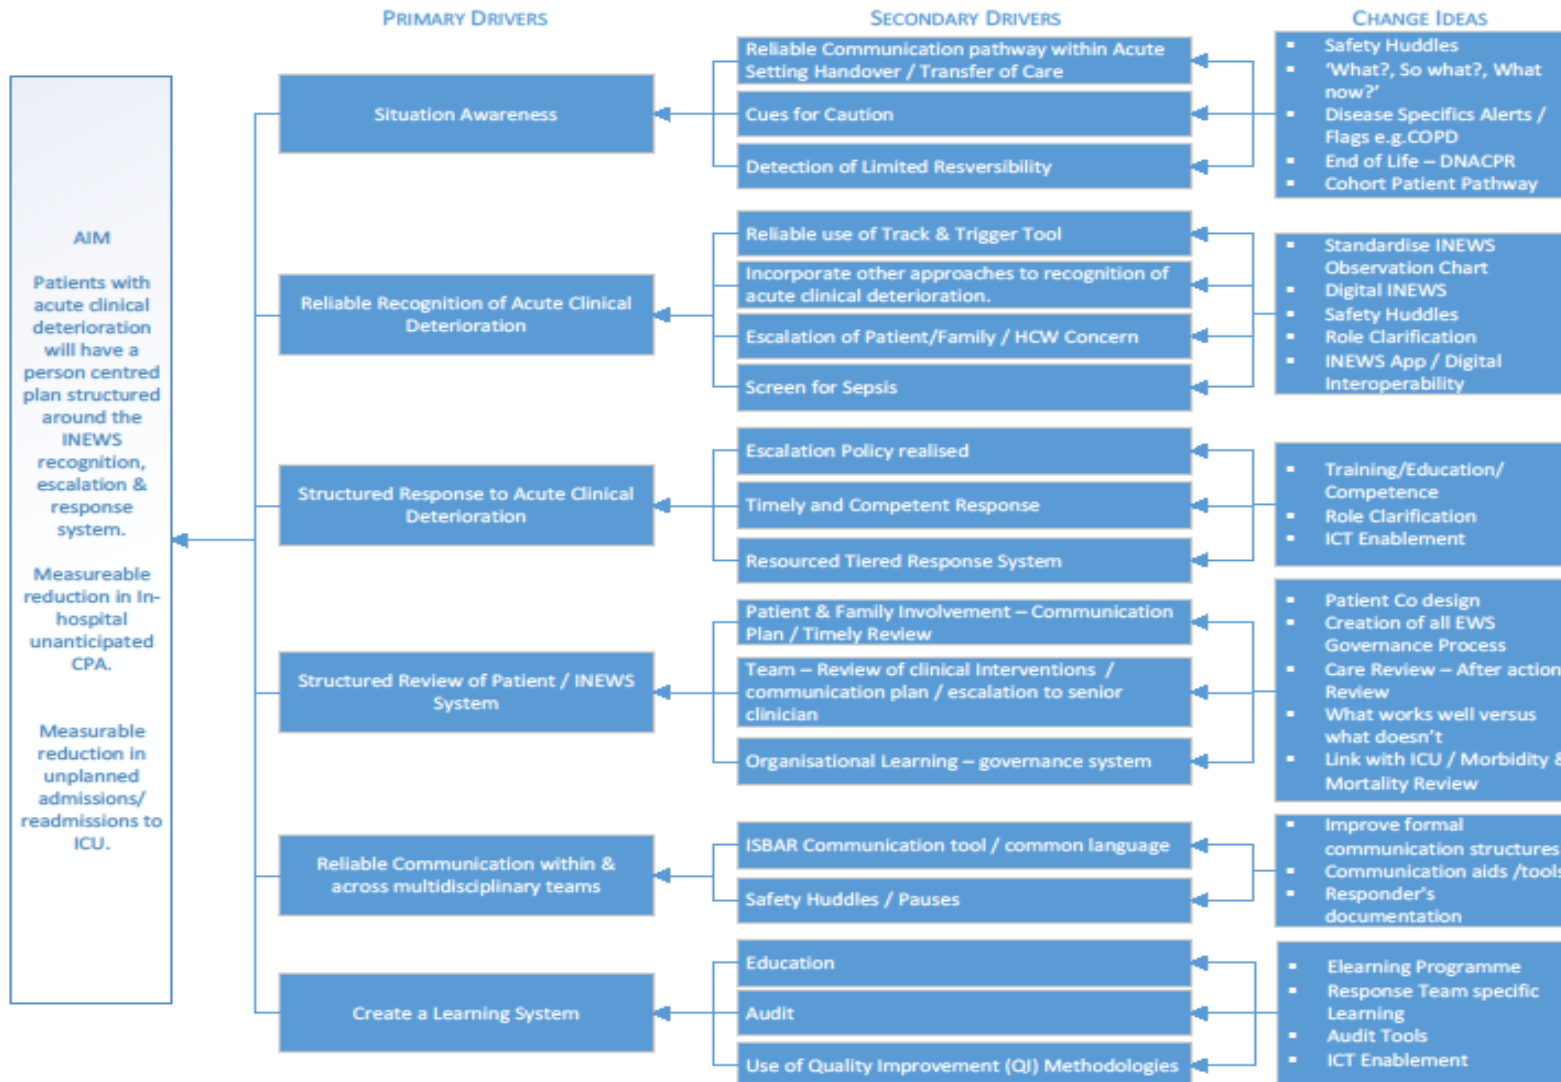 PRIMARY DRIVERS
SECONDARY DRIVERS
CHANGE IDEAS
AIM
Patients with
acute clinical
deterioration
will have a
person centred
plan structured
around the
INEWS
recognition,
escalation &
response
system.
Measureable
reduction in In-
hospital
unanticipated
CPA.
Measurable
reduction in
unplanned
admissions/
readmissions to
ICU.
Situation Awareness
Reliable Communication pathway within Acute
Setting Handover / Transfer of Care
Cues for Caution
Detection of Limited Resversibility
▪ Safety Huddles
▪ 'What?, So what?, What
now?'
▪ Disease Specifics Alerts /
Flags e.g.COPD
▪ End of Life – DNACPR
▪ Cohort Patient Pathway
Reliable Recognition of Acute Clinical
Deterioration
Reliable use of Track & Trigger Tool
Incorporate other approaches to recognition of
acute clinical deterioration.
Escalation of Patient/Family / HCW Concern
Screen for Sepsis
▪ Standardise INEWS
Observation Chart
▪ Digital INEWS
▪ Safety Huddles
▪ Role Clarification
▪ INEWS App / Digital
Interoperability
Structured Response to Acute Clinical
Deterioration
Escalation Policy realised
Timely and Competent Response
Resourced Tiered Response System
▪ Training/Education/
Competence
▪ Role Clarification
▪ ICT Enablement
Structured Review of Patient / INEWS
System
Patient & Family Involvement – Communication
Plan / Timely Review
Team – Review of clinical Interventions /
communication plan / escalation to senior
clinician
Organisational Learning – governance system
▪ Patient Co design
▪ Creation of all EWS
Governance Process
▪ Care Review – After action
Review
▪ What works well versus
what doesn't
▪ Link with ICU / Morbidity &
Mortality Review
Reliable Communication within &
across multidisciplinary teams
ISBAR Communication tool / common language
Safety Huddles / Pauses
▪ Improve formal
communication structures
▪ Communication aids /tools
▪ Responder's
documentation
Create a Learning System
Education
Audit
Use of Quality Improvement (QI) Methodologies
▪ Elearning Programme
▪ Response Team specific
Learning
▪ Audit Tools
▪ ICT Enablement